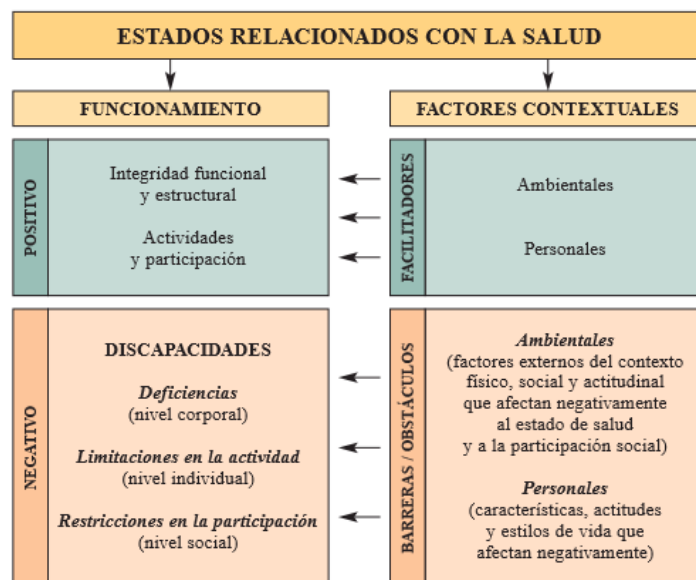 ESTADOS RELACIONADOS CON LA SALUD
FUNCIONAMIENTO
FACTORES CONTEXTUALES
POSITIVO
Integridad funcional
y estructural
Actividades
y participación
FACILITADORES
Ambientales
Personales
NEGATIVO
DISCAPACIDADES
Deficiencias
(nivel corporal)
Limitaciones en la actividad
(nivel individual)
Restricciones en la participación
(nivel social)
BARRERAS / OBSTÁCULOS
Ambientales
(factores externos del contexto
físico, social y actitudinal
que afectan negativamente
al estado de salud
y a la participación social)
Personales
(características, actitudes
y estilos de vida que
afectan negativamente)